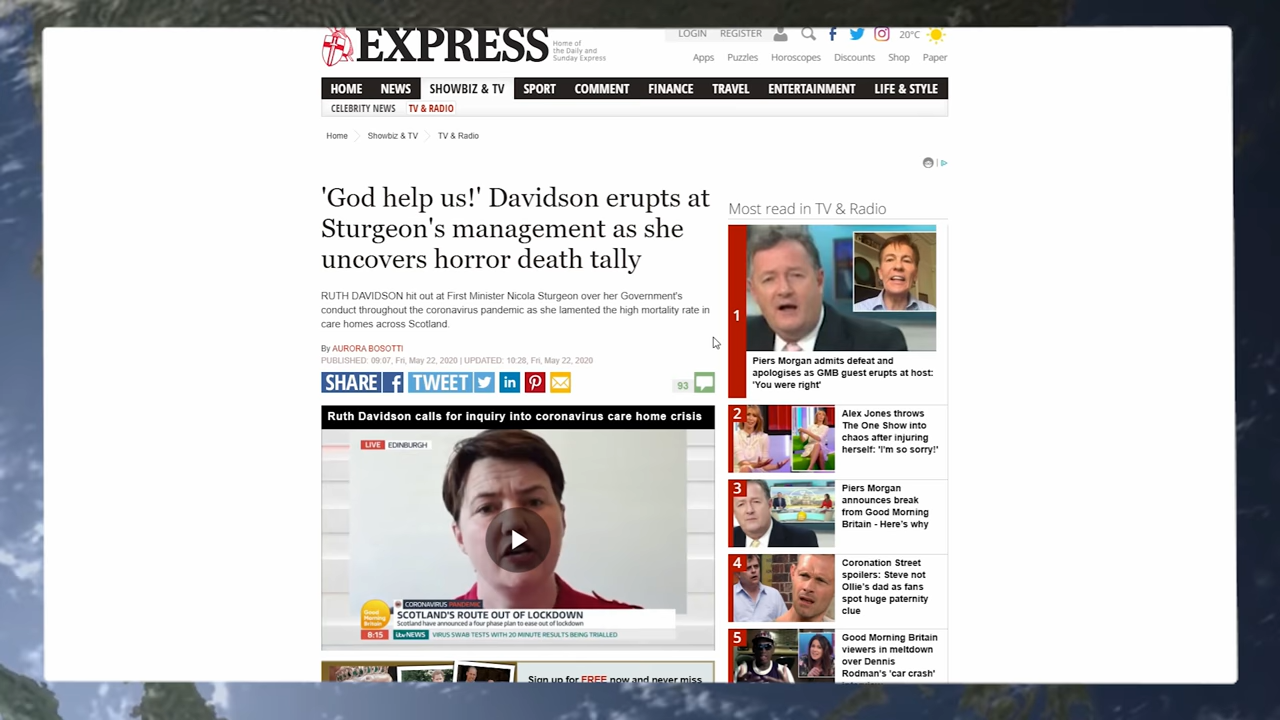 EXPRESS
Home of
the Daily and
Sunday Express
LOGIN REGISTER
20°C
Apps Puzzles Horoscopes Discounts Shop Paper
HOME NEWS SHOWBIZ & TV SPORT COMMENT FINANCE TRAVEL ENTERTAINMENT LIFE & STYLE
CELEBRITY NEWS TV & RADIO
Home Showbiz & TV TV & Radio
'God help us!' Davidson erupts at
Sturgeon's management as she
uncovers horror death tally
RUTH DAVIDSON hit out at First Minister Nicola Sturgeon over her Government's
conduct throughout the coronavirus pandemic as she lamented the high mortality rate in
care homes across Scotland.
By AURORA BOSOTTI
PUBLISHED: 09:07, Fri, May 22, 2020 | UPDATED: 10:28, Fri, May 22, 2020
SHARE f TWEET in
93
Ruth Davidson calls for inquiry into coronavirus care home crisis
LIVE EDINBURGH
CORONAVIRUS PANDEMIC
Good
Morning
Britain
SCOTLAND'S ROUTE OUT OF LOCKDOWN
Scotland have announced a four phase plan to ease out of lockdown
8:15 itv NEWS VIRUS SWAB TESTS WITH 20 MINUTE RESULTS BEING TRIALLED
Sign up for FREE now and never miss
Most read in TV & Radio
1
Piers Morgan admits defeat and
apologises as GMB guest erupts at host:
'You were right'
2
Alex Jones throws
The One Show into
chaos after injuring
herself: 'I'm so sorry!'
3
Piers Morgan
announces break
from Good Morning
Britain - Here's why
4
Coronation Street
spoilers: Steve not
Ollie's dad as fans
spot huge paternity
clue
5
Good Morning Britain
viewers in meltdown
over Dennis
Rodman's 'car crash'